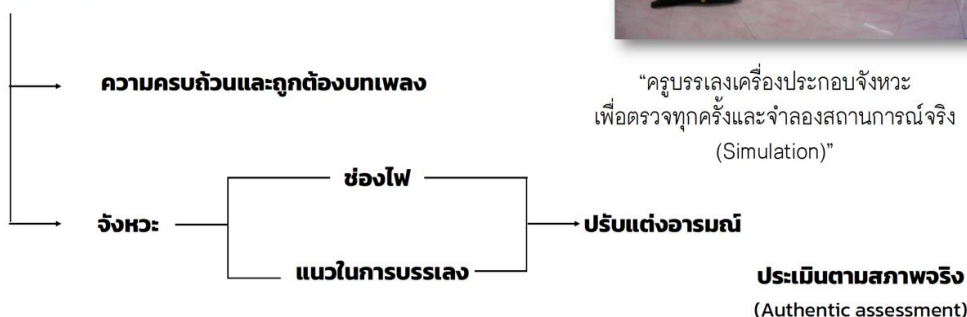 ความครบถ้วนและถูกต้องบทเพลง
“ครูบรรเลงเครื่องประกอบจังหวะ
เพื่อตรวจทุกครั้งและจำลองสถานการณ์จริง
(Simulation)”
ช่องไฟ
จังหวะ
ปรับแต่งอารมณ์
แนวในการบรรเลง
ประเมินตามสภาพจริง
(Authentic assessment)